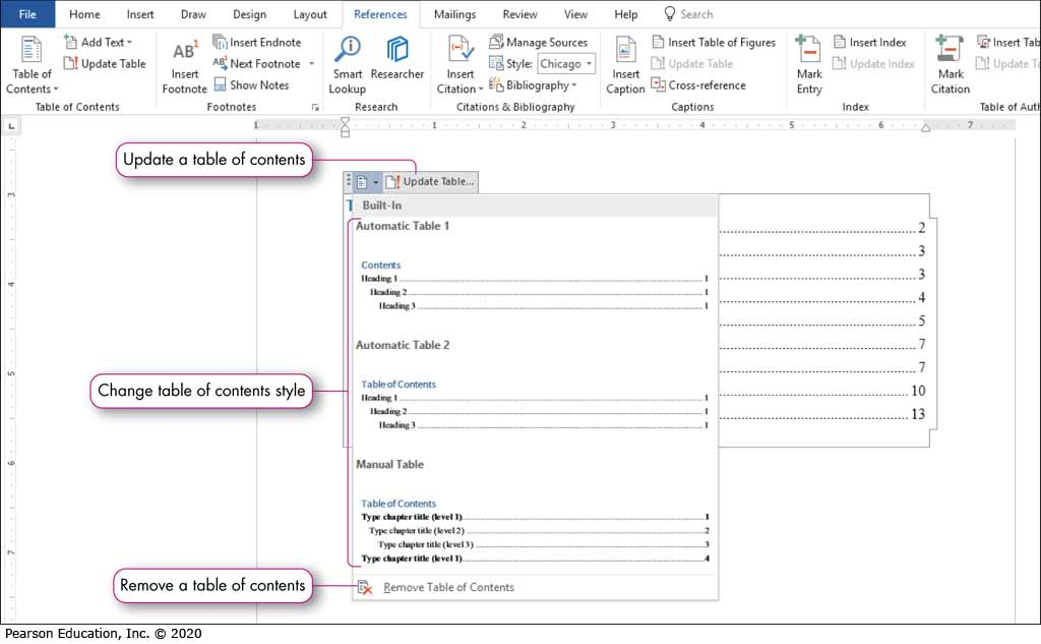 File Home Insert Draw Design Layout References Mailings Review View Help Search
Table of Contents
Add Text
Update Table
Table of Contents
Insert Footnote
Insert Endnote
Next Footnote
Show Notes
Footnotes
Smart Lookup
Researcher
Research
Insert Citation
Manage Sources
Style: Chicago
Bibliography
Citations & Bibliography
Insert Caption
Insert Table of Figures
Update Table
Cross-reference
Captions
Mark Entry
Insert Index
Update Index
Index
Mark Citation
Insert Tab
Update Ta
Table of Auth
L
1 1 2 3 4 5 6 7
3
4
5
6
7
Update a table of contents
Update Table...
T
Built-In
Automatic Table 1
Contents
Heading 1 1
Heading 2 1
Heading 3 1
Automatic Table 2
Table of Contents
Heading 1 1
Heading 2 1
Heading 3 1
Manual Table
Table of Contents
Type chapter title (level 1) 1
Type chapter title (level 2) 2
Type chapter title (level 3) 3
Type chapter title (level 1) 4
Remove Table of Contents
2
3
3
4
5
7
7
10
13
Change table of contents style
Remove a table of contents
Pearson Education, Inc. © 2020